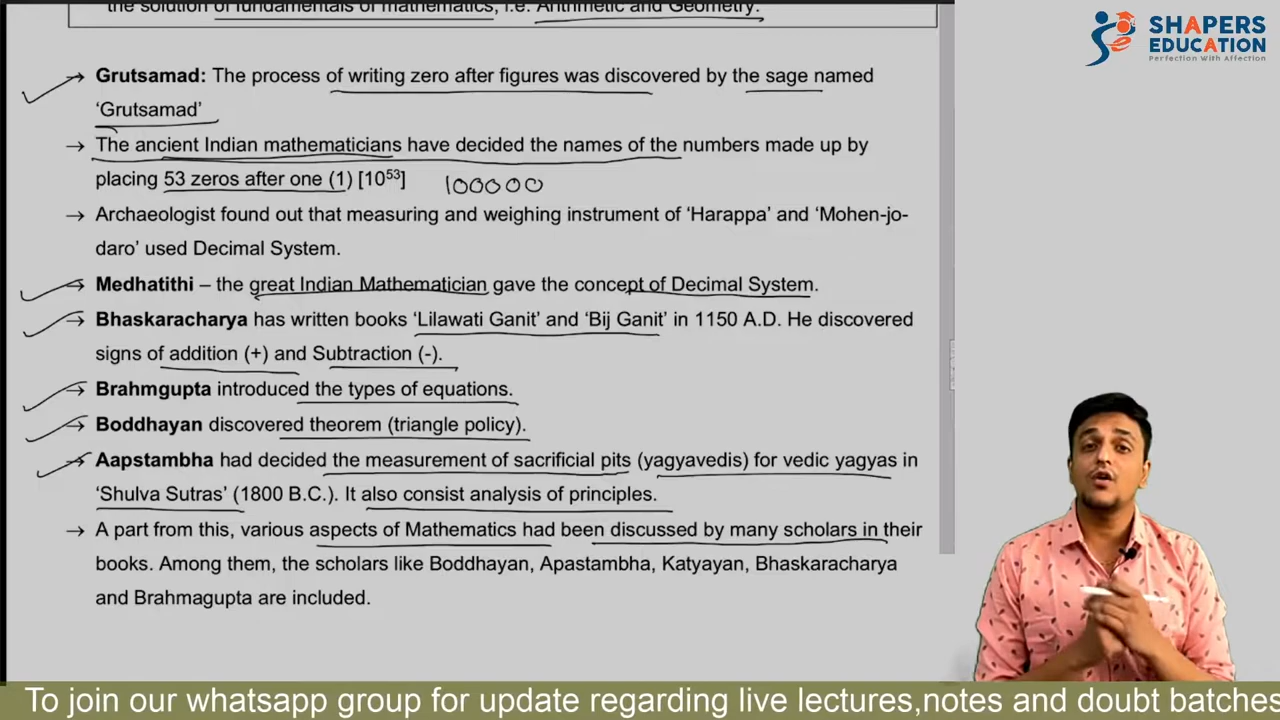 the solution of fundamentals of mathematics, i.e. Arithmetic and Geometry.
SHAPERS
EDUCATION
Perfection With Affection
→ Grutsamad: The process of writing zero after figures was discovered by the sage named
‘Grutsamad’
→ The ancient Indian mathematicians have decided the names of the numbers made up by
placing 53 zeros after one (1) [10⁵³] 100000
→ Archaeologist found out that measuring and weighing instrument of ‘Harappa’ and ‘Mohen-jo-
daro’ used Decimal System.
→ Medhatithi – the great Indian Mathematician gave the concept of Decimal System.
→ Bhaskaracharya has written books ‘Lilawati Ganit’ and ‘Bij Ganit’ in 1150 A.D. He discovered
signs of addition (+) and Subtraction (-).
→ Brahmgupta introduced the types of equations.
→ Boddhayan discovered theorem (triangle policy).
→ Aapstambha had decided the measurement of sacrificial pits (yagyavedis) for vedic yagyas in
‘Shulva Sutras’ (1800 B.C.). It also consist analysis of principles.
→ A part from this, various aspects of Mathematics had been discussed by many scholars in their
books. Among them, the scholars like Boddhayan, Apastambha, Katyayan, Bhaskaracharya
and Brahmagupta are included.
To join our whatsapp group for update regarding live lectures,notes and doubt batches